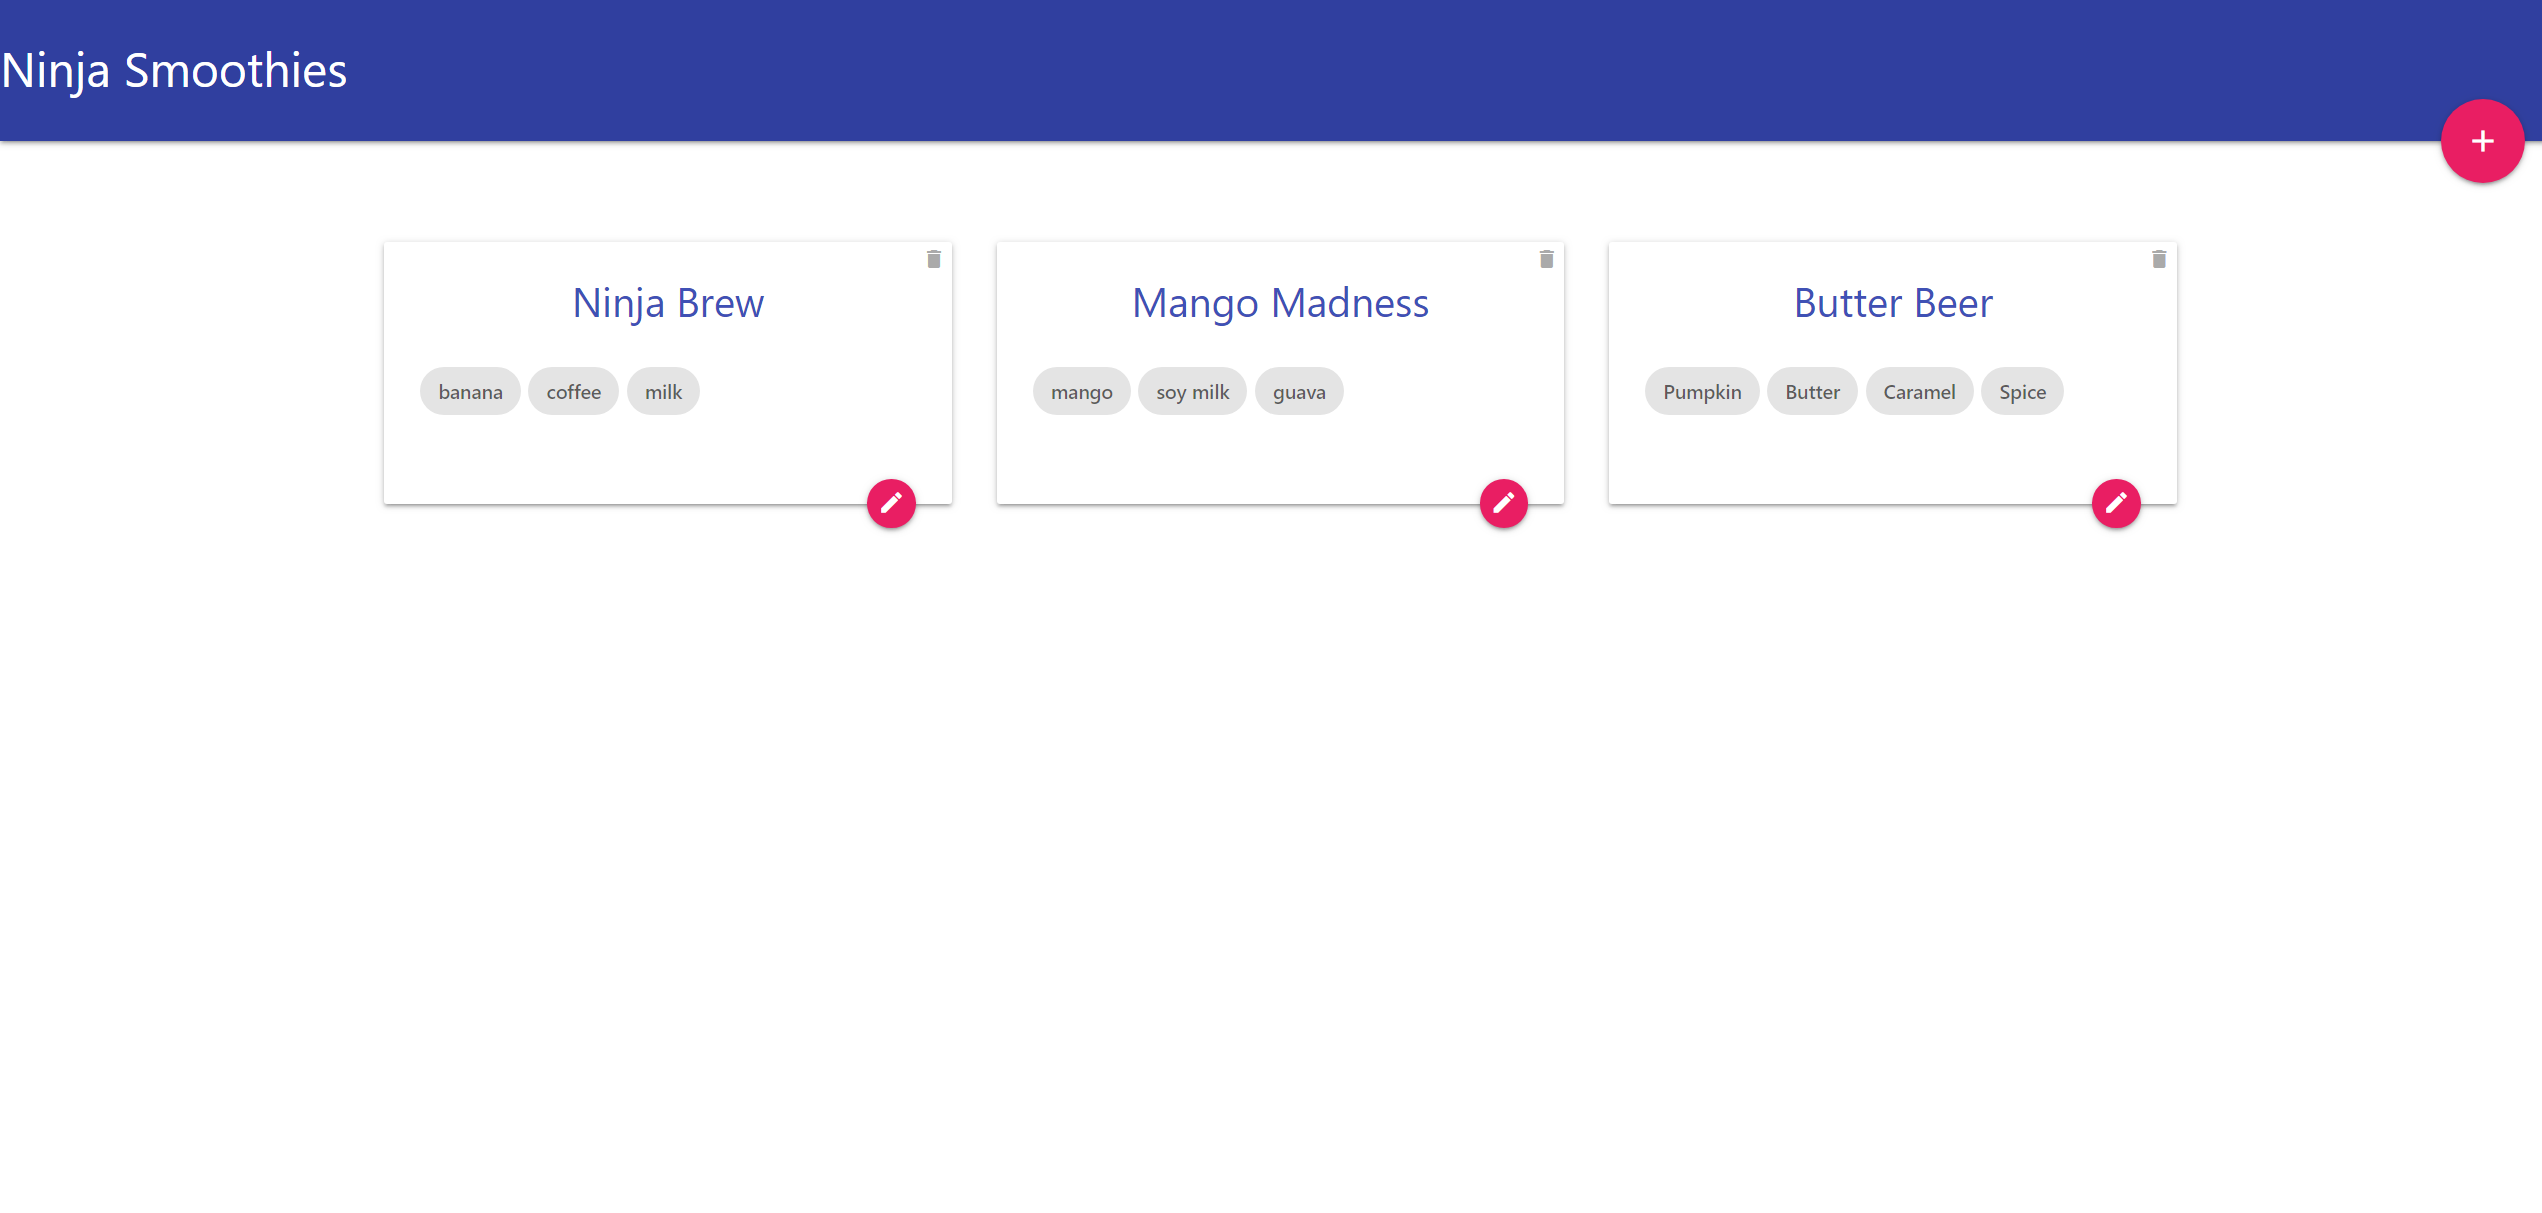 Ninja Smoothies
Ninja Brew
banana coffee milk
Mango Madness
mango soy milk guava
Butter Beer
Pumpkin Butter Caramel Spice